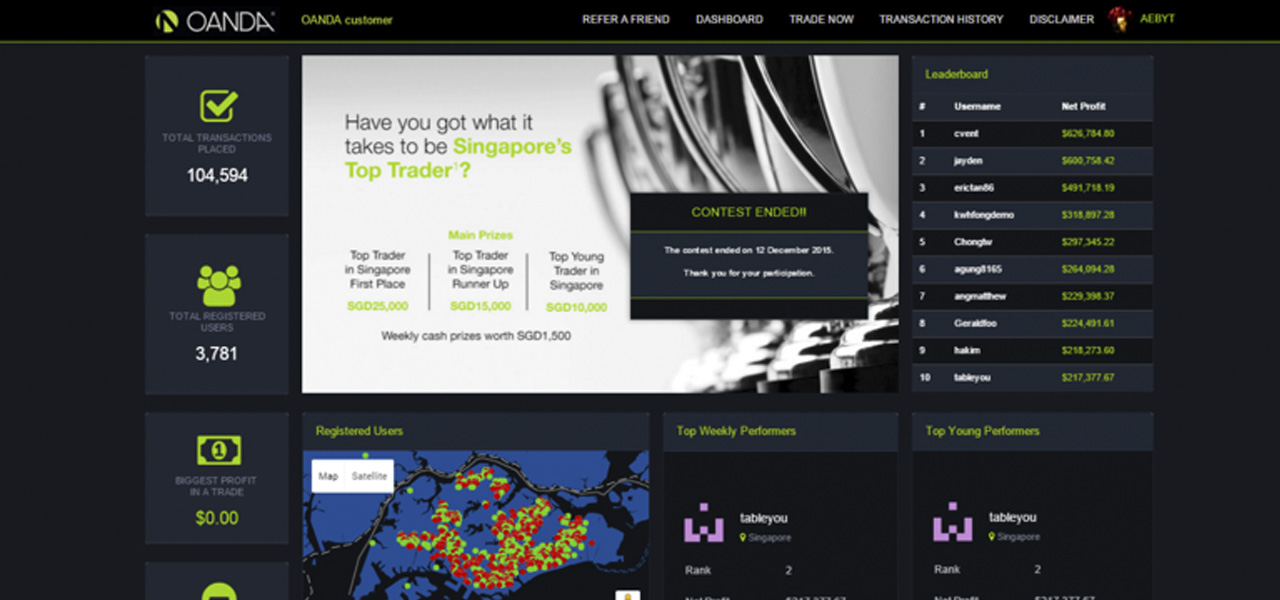 OANDA
OANDA customer
REFER A FRIEND
DASHBOARD
TRADE NOW
TRANSACTION HISTORY
DISCLAIMER
AEBYT
TOTAL TRANSACTIONS
PLACED
104,594
TOTAL REGISTERED
USERS
3,781
BIGGEST PROFIT
IN A TRADE
$0.00
Have you got what it
takes to be Singapore's
Top Trader¹?
Main Prizes
Top Trader
in Singapore
First Place
SGD25,000
Top Trader
in Singapore
Runner Up
SGD15,000
Top Young
Trader in
Singapore
SGD10,000
Weekly cash prizes worth SGD1,500
CONTEST ENDED!!
The contest ended on 12 December 2015.
Thank you for your participation.
Leaderboard
# Username Net Profit
1 cvent $626,784.80
2 jayden $600,758.42
3 erictan86 $491,718.19
4 kwhfongdemo $318,897.28
5 Chonglw $297,345.22
6 agung8165 $264,094.28
7 angmatthew $229,398.37
8 Geraldfoo $224,491.61
9 hakim $218,273.60
10 tableyou $217,377.67
Registered Users
Map
Satellite
Top Weekly Performers
tableyou
Singapore
Rank 2
Net Profit $217,377.67
Top Young Performers
tableyou
Singapore
Rank 2
Net Profit $217,377.67